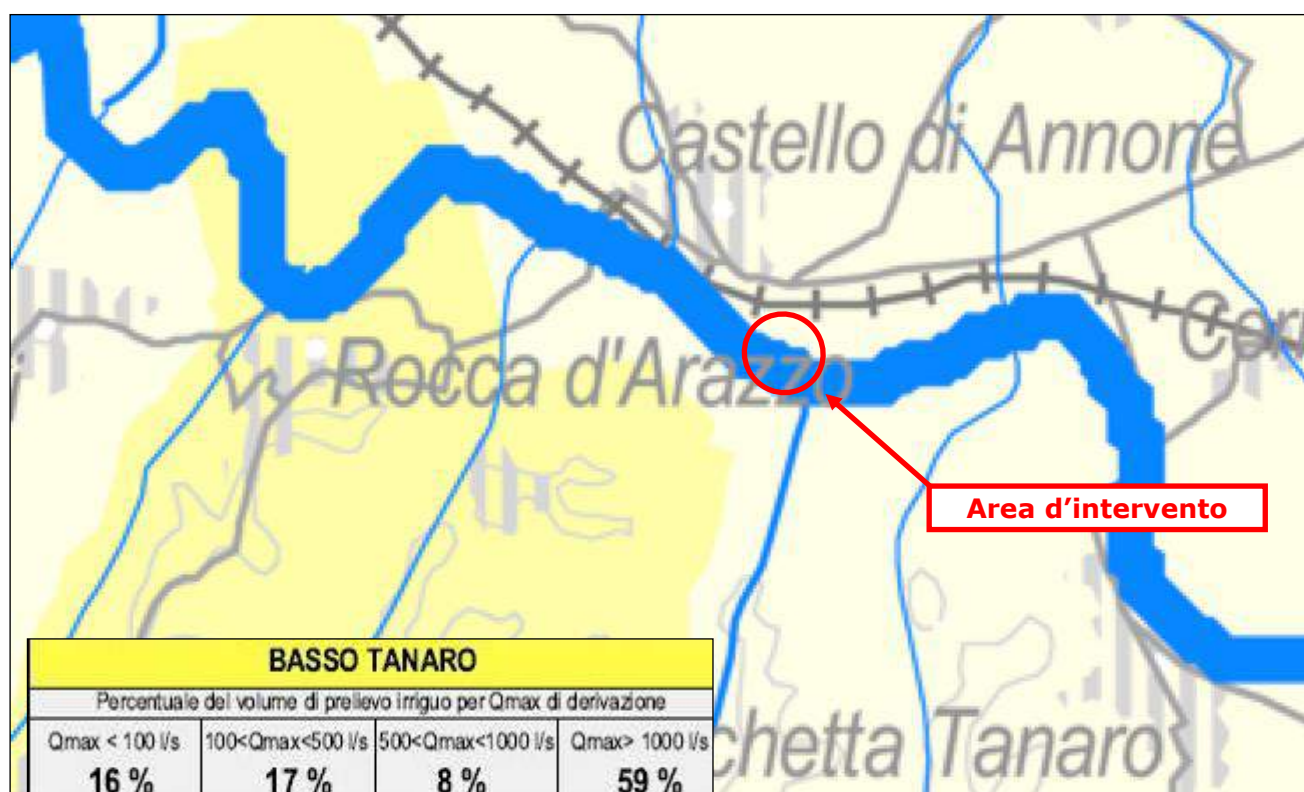 Castello di Annone
Rocca d'Arazzo
Area d'intervento
BASSO TANARO
Percentuale del volume di prelievo irriguo per Qmax di derivazione
Qmax < 100 l/s 100<Qmax<500 l/s 500<Qmax<1000 l/s Qmax> 1000 l/s
16 % 17 % 8 % 59 %
chetta Tanaro